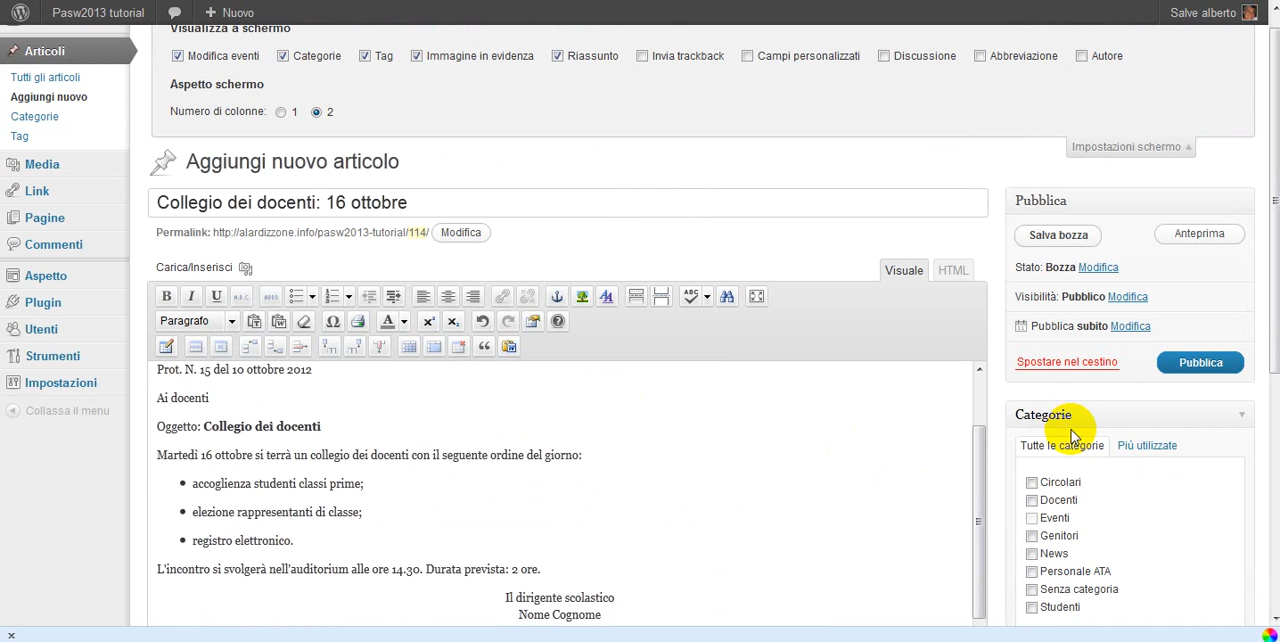 Pasw2013 tutorial
Nuovo
Salve alberto
Articoli
Tutti gli articoli
Aggiungi nuovo
Categorie
Tag
Media
Link
Pagine
Commenti
Aspetto
Plugin
Utenti
Strumenti
Impostazioni
Collassa il menu
Visualizza a schermo
Modifica eventi Categorie Tag Immagine in evidenza Riassunto Invia trackback Campi personalizzati Discussione Abbreviazione Autore
Aspetto schermo
Numero di colonne: 1 2
Impostazioni schermo
Aggiungi nuovo articolo
Collegio dei docenti: 16 ottobre
Permalink: http://alardizzone.info/pasw2013-tutorial/114/ Modifica
Carica/Inserisci
Visuale HTML
B I U ABC
Paragrafo
Prot. N. 15 del 10 ottobre 2012
Ai docenti
Oggetto: Collegio dei docenti
Martedì 16 ottobre si terrà un collegio dei docenti con il seguente ordine del giorno:
accoglienza studenti classi prime;
elezione rappresentanti di classe;
registro elettronico.
L'incontro si svolgerà nell'auditorium alle ore 14.30. Durata prevista: 2 ore.
Il dirigente scolastico
Nome Cognome
Pubblica
Salva bozza Anteprima
Stato: Bozza Modifica
Visibilità: Pubblico Modifica
Pubblica subito Modifica
Spostare nel cestino Pubblica
Categorie
Tutte le categorie Più utilizzate
Circolari
Docenti
Eventi
Genitori
News
Personale ATA
Senza categoria
Studenti